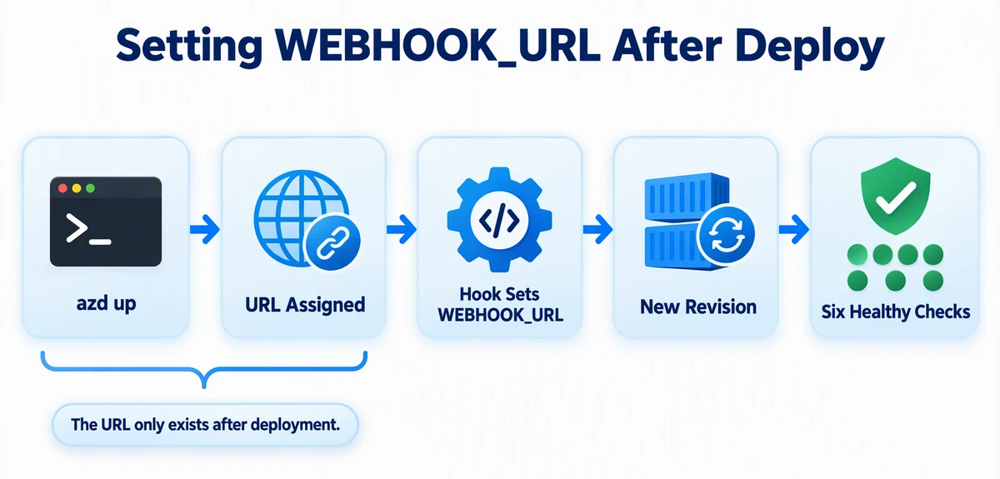 Setting WEBHOOK_URL After Deploy
>_
azd up
URL Assigned
</>
Hook Sets
WEBHOOK_URL
New Revision
Six Healthy Checks
The URL only exists after deployment.